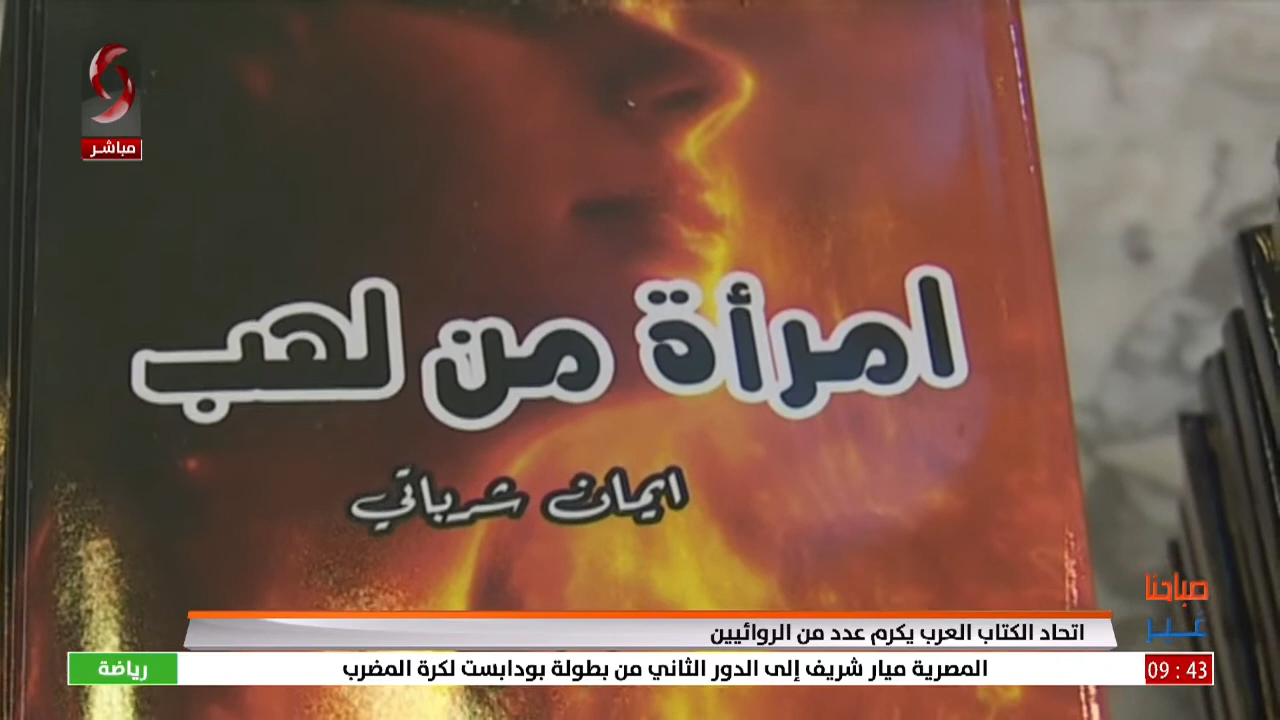 مباشر
امرأة من لهب
ايمان شرباتي
صباحنا
غير
اتحاد الكتاب العرب يكرم عدد من الروائيين
رياضة
المصرية ميار شريف إلى الدور الثاني من بطولة بودابست لكرة المضرب
09 : 43